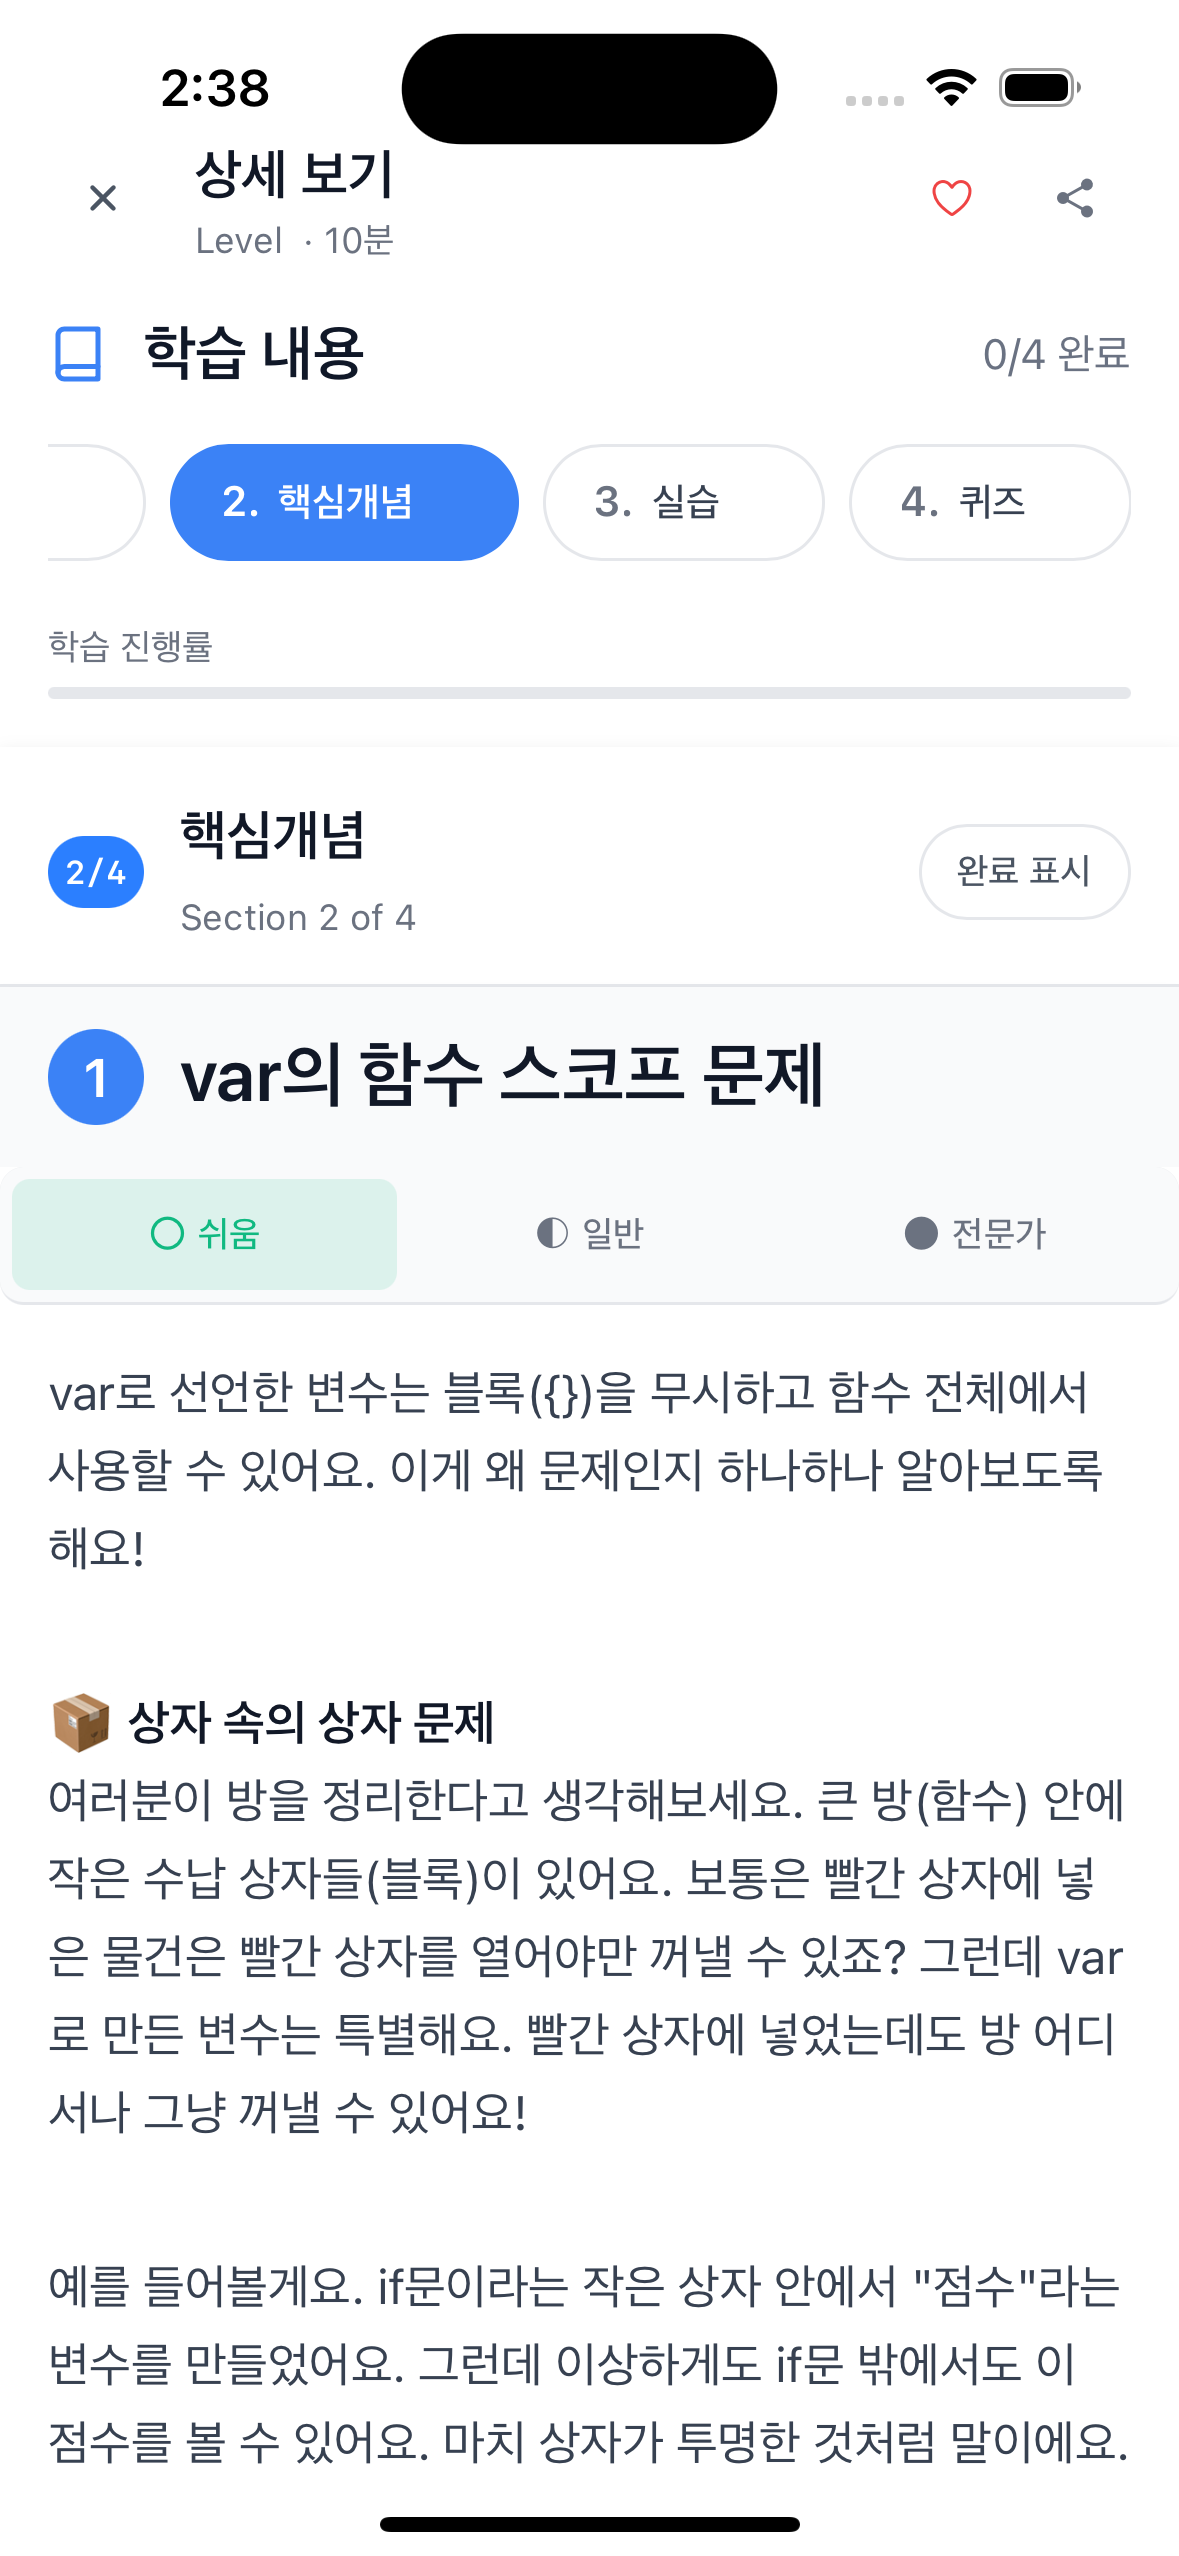 2:38
상세 보기
Level · 10분
학습 내용
0/4 완료
2. 핵심개념
3. 실습
4. 퀴즈
학습 진행률
2/4
핵심개념
Section 2 of 4
완료 표시
1
var의 함수 스코프 문제
쉬움
일반
전문가
var로 선언한 변수는 블록({})을 무시하고 함수 전체에서
사용할 수 있어요. 이게 왜 문제인지 하나하나 알아보도록
해요!
📦 상자 속의 상자 문제
여러분이 방을 정리한다고 생각해보세요. 큰 방(함수) 안에
작은 수납 상자들(블록)이 있어요. 보통은 빨간 상자에 넣
은 물건은 빨간 상자를 열어야만 꺼낼 수 있죠? 그런데 var
로 만든 변수는 특별해요. 빨간 상자에 넣었는데도 방 어디
서나 그냥 꺼낼 수 있어요!
예를 들어볼게요. if문이라는 작은 상자 안에서 "점수"라는
변수를 만들었어요. 그런데 이상하게도 if문 밖에서도 이
점수를 볼 수 있어요. 마치 상자가 투명한 것처럼 말이에요.